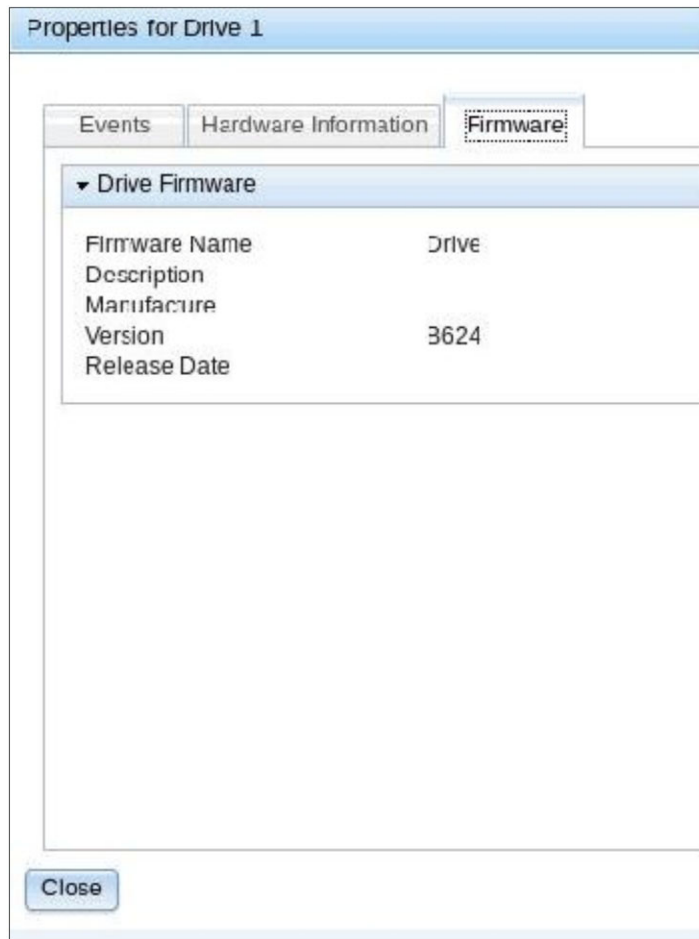 Properties for Drive 1
Events
Hardware Information
Firmware
Drive Firmware
Firmware Name Drive
Description
Manufacture
Version B624
Release Date
Close